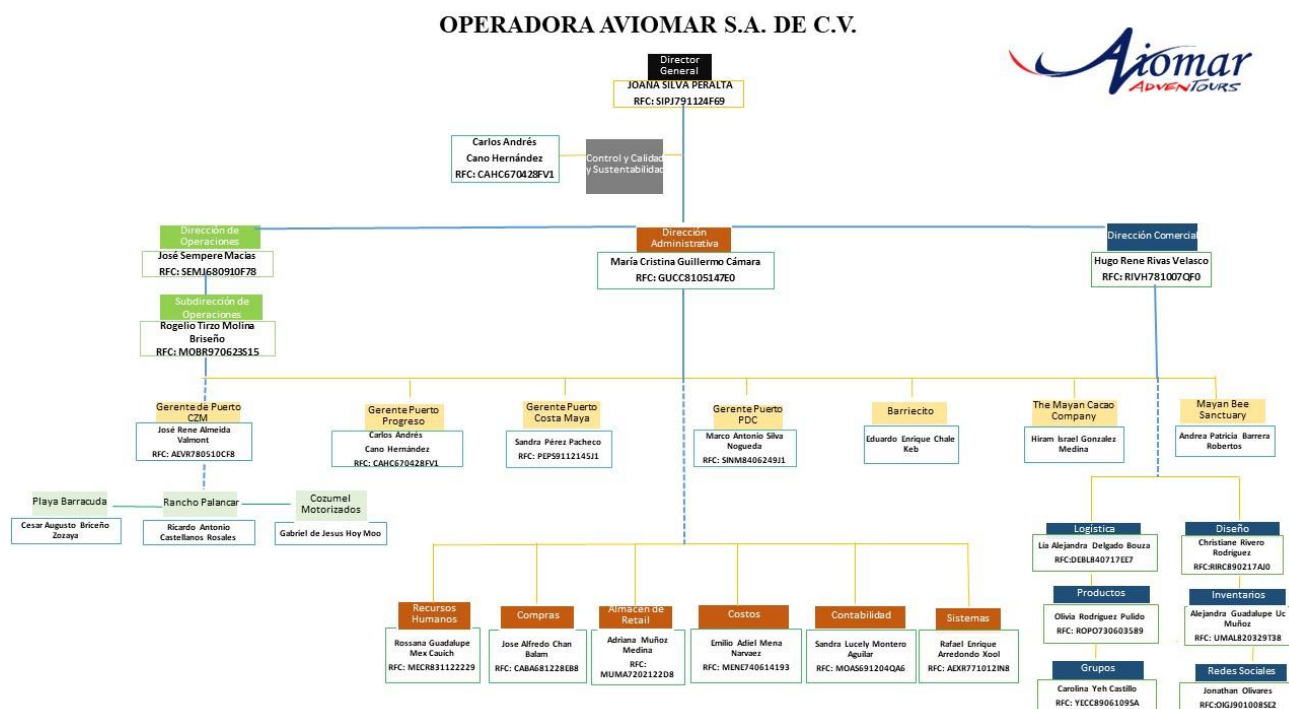 OPERADORA AVIOMAR S.A. DE C.V.
Aiomar
ADVENTOURS
Director
General
JOANA SILVA PERALTA
RFC: SIPJ791124F69
Carlos Andrés
Cano Hernández
RFC: CAHC670428FV1
Control y Calidad
y Sustentabilidad
Dirección de
Operaciones
José Sempere Macias
RFC: SEMJ680910F78
Dirección
Administrativa
María Cristina Guillermo Cámara
RFC: GUCC8105147E0
Dirección Comercial
Hugo Rene Rivas Velasco
RFC: RIVH781007QF0
Subdirección de
Operaciones
Rogelio Tirzo Molina
Briseño
RFC: MOBR970623S15
Gerente de Puerto
CZM
José Rene Almeida
Valmont
RFC: AEVR780510CF8
Gerente Puerto
Progreso
Carlos Andrés
Cano Hernández
RFC: CAHC670428FV1
Gerente Puerto
Costa Maya
Sandra Pérez Pacheco
RFC: PEPS9112145J1
Gerente Puerto
PDC
Marco Antonio Silva
Nogueda
RFC: SINM8406249J1
Barriecito
Eduardo Enrique Chale
Keb
The Mayan Cacao
Company
Hiram Israel Gonzalez
Medina
Mayan Bee
Sanctuary
Andrea Patricia Barrera
Robertos
Playa Barracuda
Cesar Augusto Briceño
Zozaya
Rancho Palancar
Ricardo Antonio
Castellanos Rosales
Cozumel
Motorizados
Gabriel de Jesus Hoy Moo
Logística
Lia Alejandra Delgado Bouza
RFC:DEBL840717EE7
Diseño
Christiane Rivero
Rodríguez
RFC:RIRC890217AJ0
Productos
Olivia Rodriguez Pulido
RFC: ROPO730603589
Inventarios
Alejandra Guadalupe Uc
Muñoz
RFC: UMAL820329T38
Grupos
Carolina Yeh Castillo
RFC: YECC8906109SA
Redes Sociales
Jonathan Olivares
RFC:OIGJ901008SE2
Recursos
Humanos
Rossana Guadalupe
Mex Cauich
RFC: MECR831122229
Compras
Jose Alfredo Chan
Balam
RFC: CABA681228EB8
Almacén de
Retail
Adriana Muñoz
Medina
RFC:
MUMA7202122D8
Costos
Emilio Adiel Mena
Narvaez
RFC: MENE740614193
Contabilidad
Sandra Lucely Montero
Aguilar
RFC: MOAS691204QA6
Sistemas
Rafael Enrique
Arredondo Xool
RFC: AEXR771012IN8